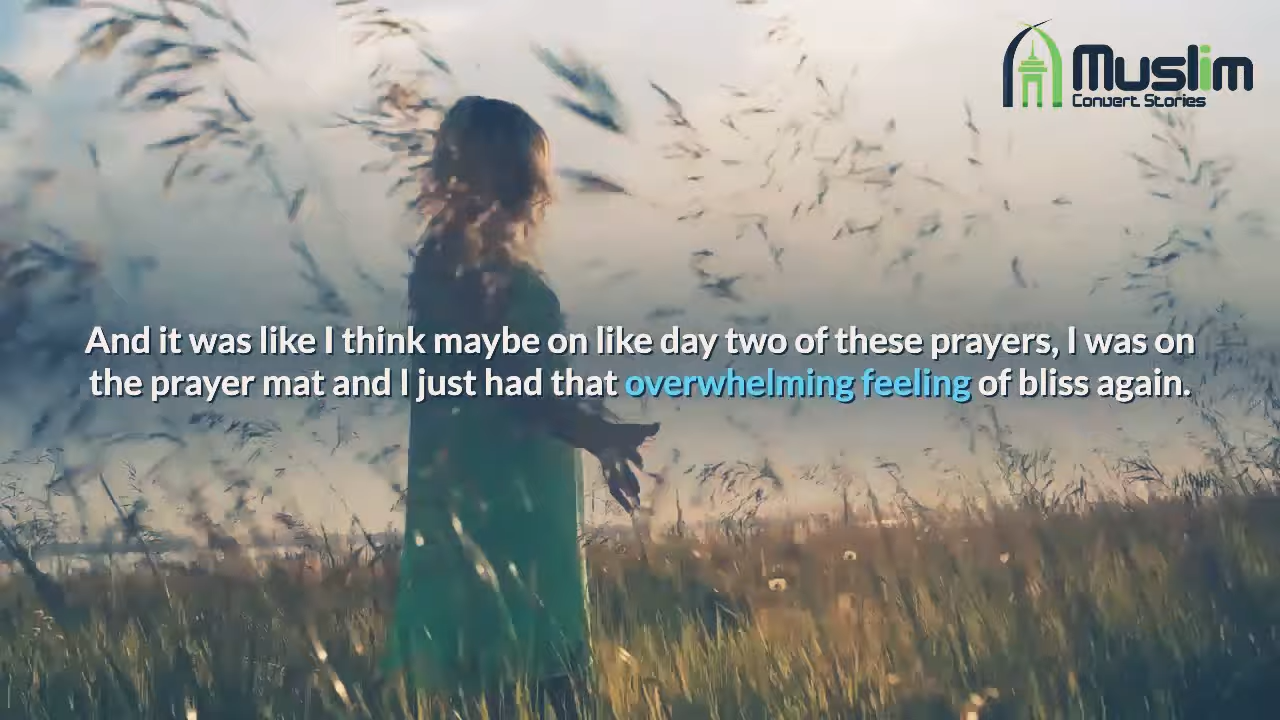 Muslim
Convert Stories
And it was like I think maybe on like day two of these prayers, I was on
the prayer mat and I just had that overwhelming feeling of bliss again.